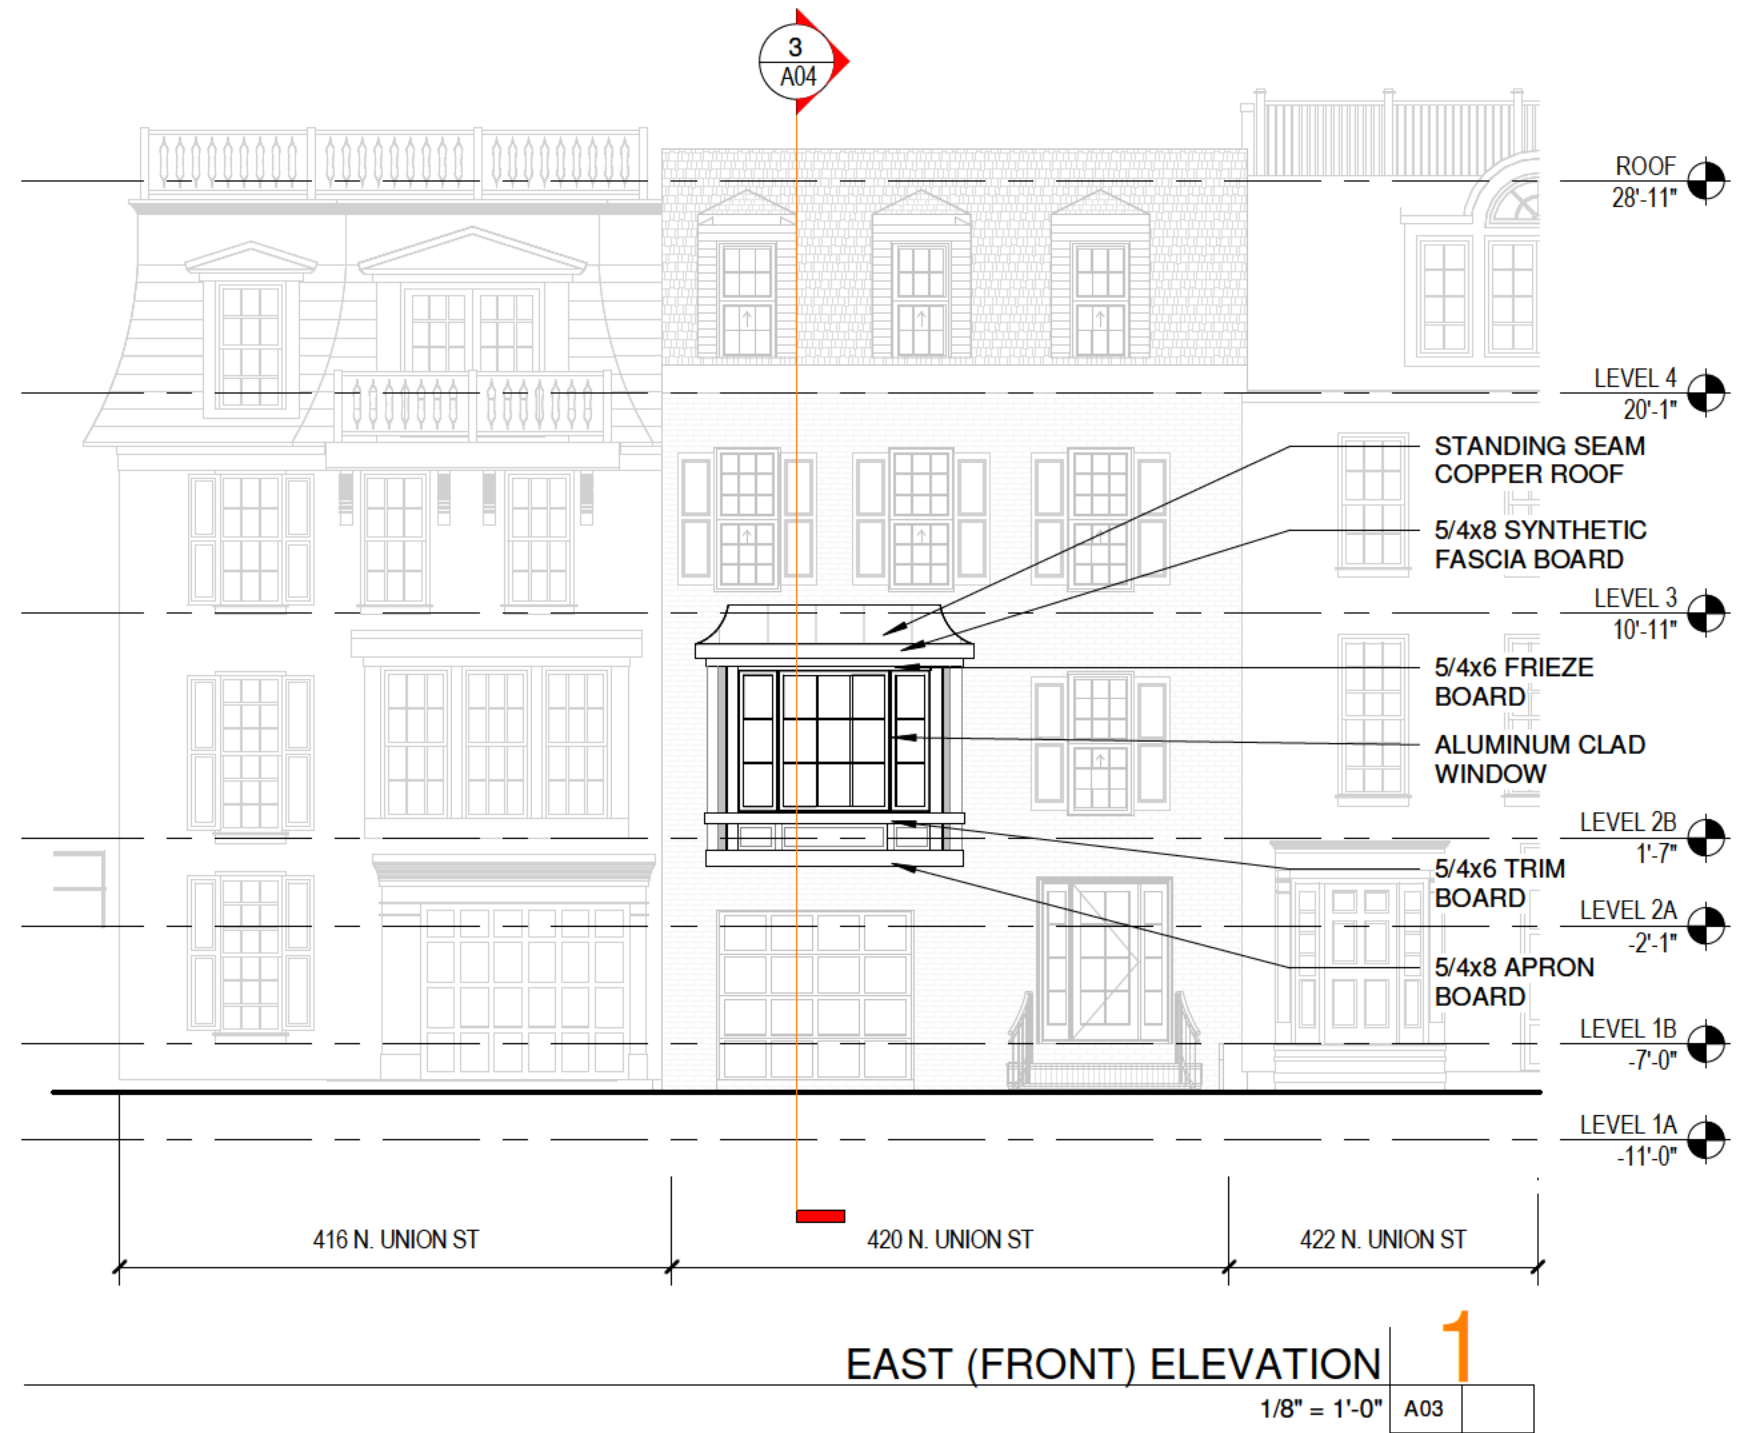 3
A04
ROOF
28'-11"
LEVEL 4
20'-1"
STANDING SEAM
COPPER ROOF
5/4x8 SYNTHETIC
FASCIA BOARD
LEVEL 3
10'-11"
5/4x6 FRIEZE
BOARD
ALUMINUM CLAD
WINDOW
LEVEL 2B
1'-7"
5/4x6 TRIM
BOARD
LEVEL 2A
-2'-1"
5/4x8 APRON
BOARD
LEVEL 1B
-7'-0"
LEVEL 1A
-11'-0"
416 N. UNION ST
420 N. UNION ST
422 N. UNION ST
EAST (FRONT) ELEVATION
1
1/8" = 1'-0"
A03